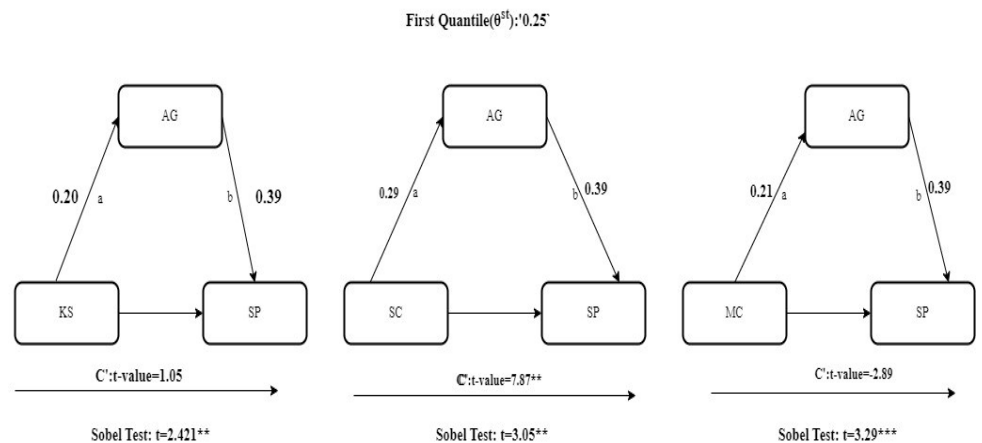 First Quantile(θst):'0.25`
AG
0.20
a
b
0.39
KS
SP
C':t-value=1.05
Sobel Test: t=2.421**
AG
0.29
a
b
0.39
SC
SP
C':t-value=7.87**
Sobel Test: t=3.05**
AG
0.21
a
b
0.39
MC
SP
C':t-value=-2.89
Sobel Test: t=3.29***